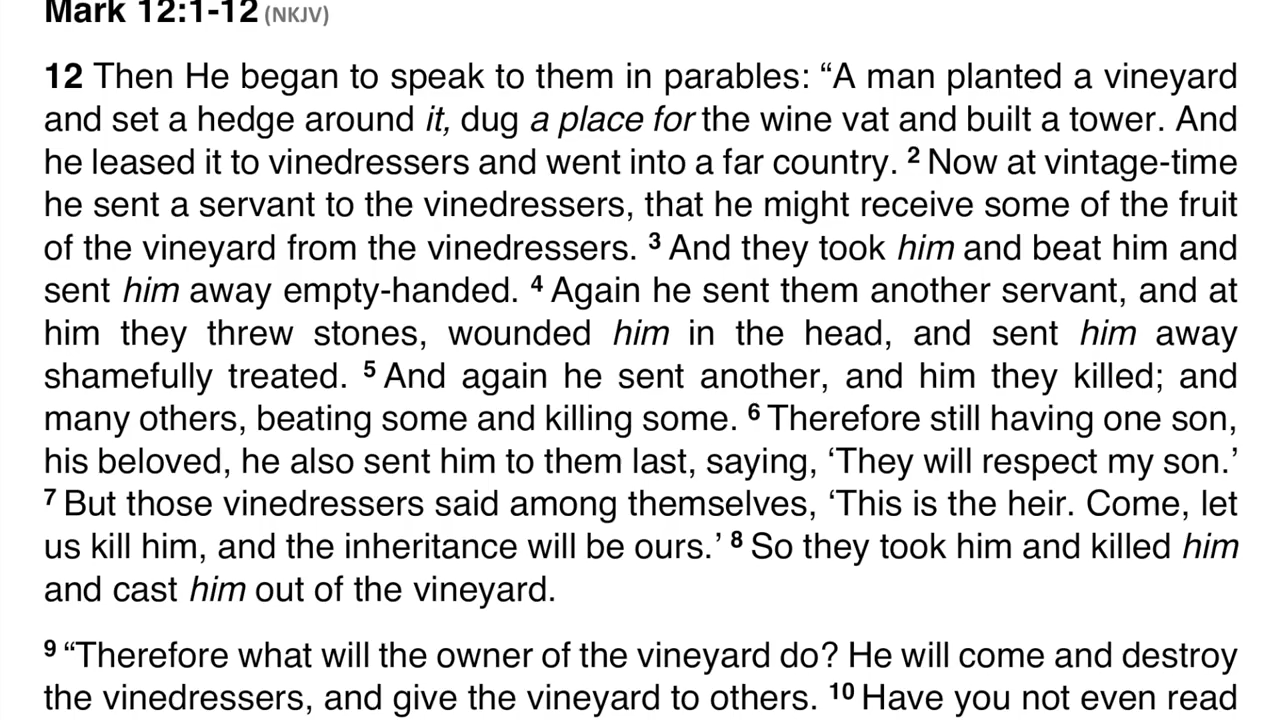 Mark 12:1-12 (NKJV)
12 Then He began to speak to them in parables: “A man planted a vineyard
and set a hedge around it, dug a place for the wine vat and built a tower. And
he leased it to vinedressers and went into a far country. 2 Now at vintage-time
he sent a servant to the vinedressers, that he might receive some of the fruit
of the vineyard from the vinedressers. 3 And they took him and beat him and
sent him away empty-handed. 4 Again he sent them another servant, and at
him they threw stones, wounded him in the head, and sent him away
shamefully treated. 5 And again he sent another, and him they killed; and
many others, beating some and killing some. 6 Therefore still having one son,
his beloved, he also sent him to them last, saying, ‘They will respect my son.’
7 But those vinedressers said among themselves, ‘This is the heir. Come, let
us kill him, and the inheritance will be ours.’ 8 So they took him and killed him
and cast him out of the vineyard.
9 “Therefore what will the owner of the vineyard do? He will come and destroy
the vinedressers, and give the vineyard to others. 10 Have you not even read